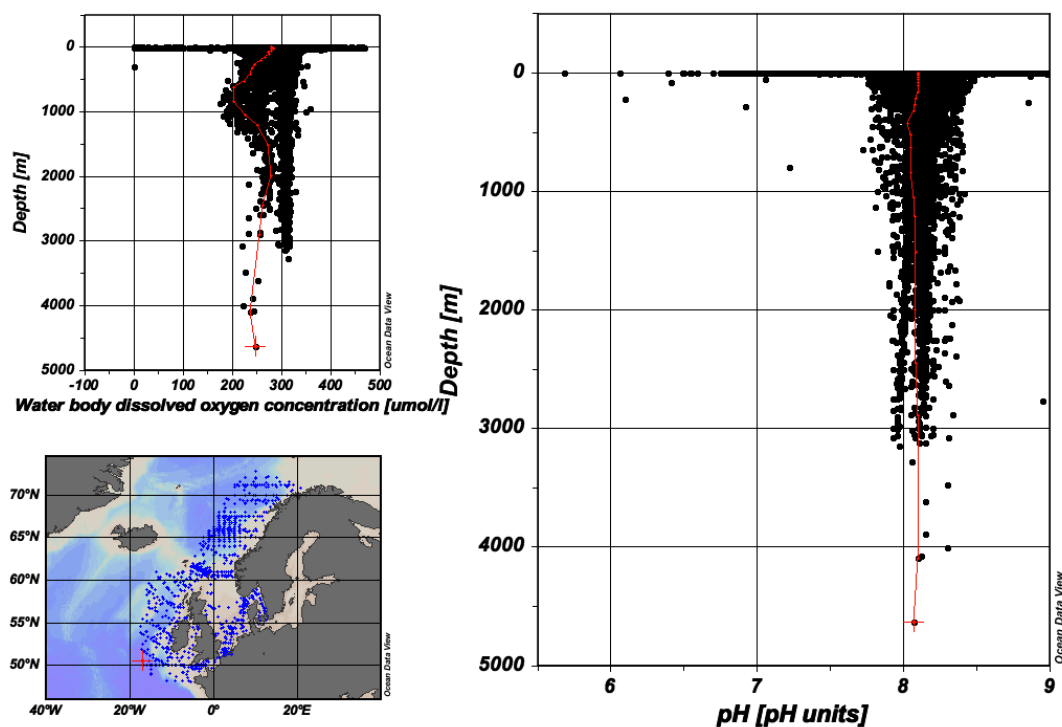 0
1000
2000
3000
4000
5000
Depth [m]
-100 0 100 200 300 400 500
Water body dissolved oxygen concentration [umol/l]
Ocean Data View
70°N
65°N
60°N
55°N
50°N
40°W 20°W 0° 20°E
Ocean Data View
0
1000
2000
3000
4000
5000
Depth [m]
6 7 8 9
pH [pH units]
Ocean Data View